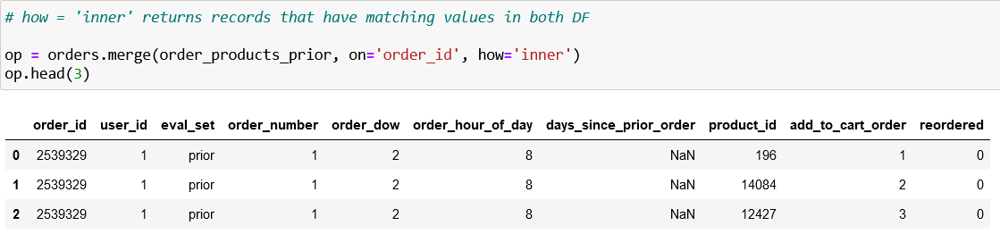 # how = 'inner' returns records that have matching values in both DF
op = orders.merge(order_products_prior, on='order_id', how='inner')
op.head(3)
order_id user_id eval_set order_number order_dow order_hour_of_day days_since_prior_order product_id add_to_cart_order reordered
0 2539329 1 prior 1 2 8 NaN 196 1 0
1 2539329 1 prior 1 2 8 NaN 14084 2 0
2 2539329 1 prior 1 2 8 NaN 12427 3 0